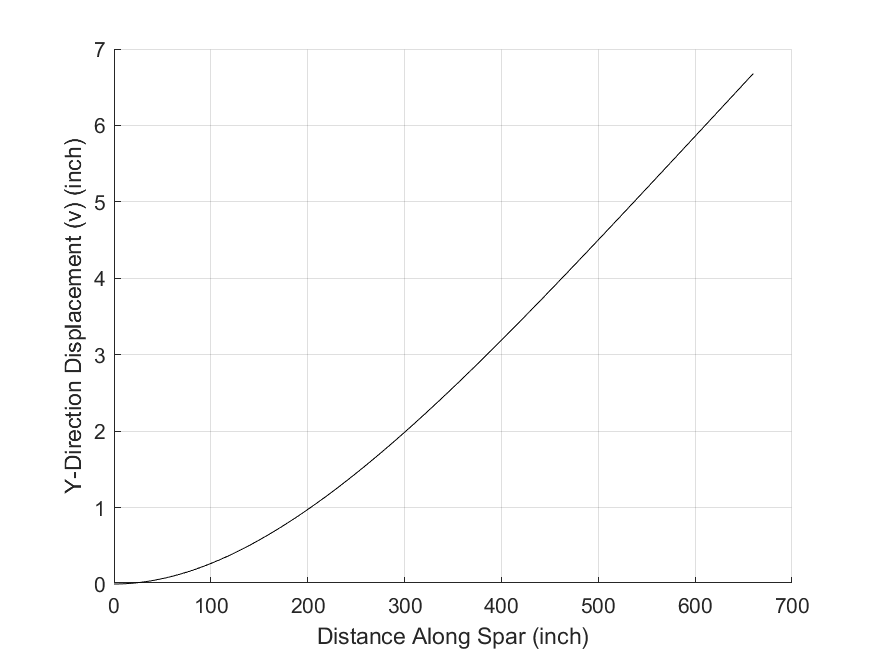 7
6
5
4
3
2
1
0
Y-Direction Displacement (v) (inch)
0 100 200 300 400 500 600 700
Distance Along Spar (inch)